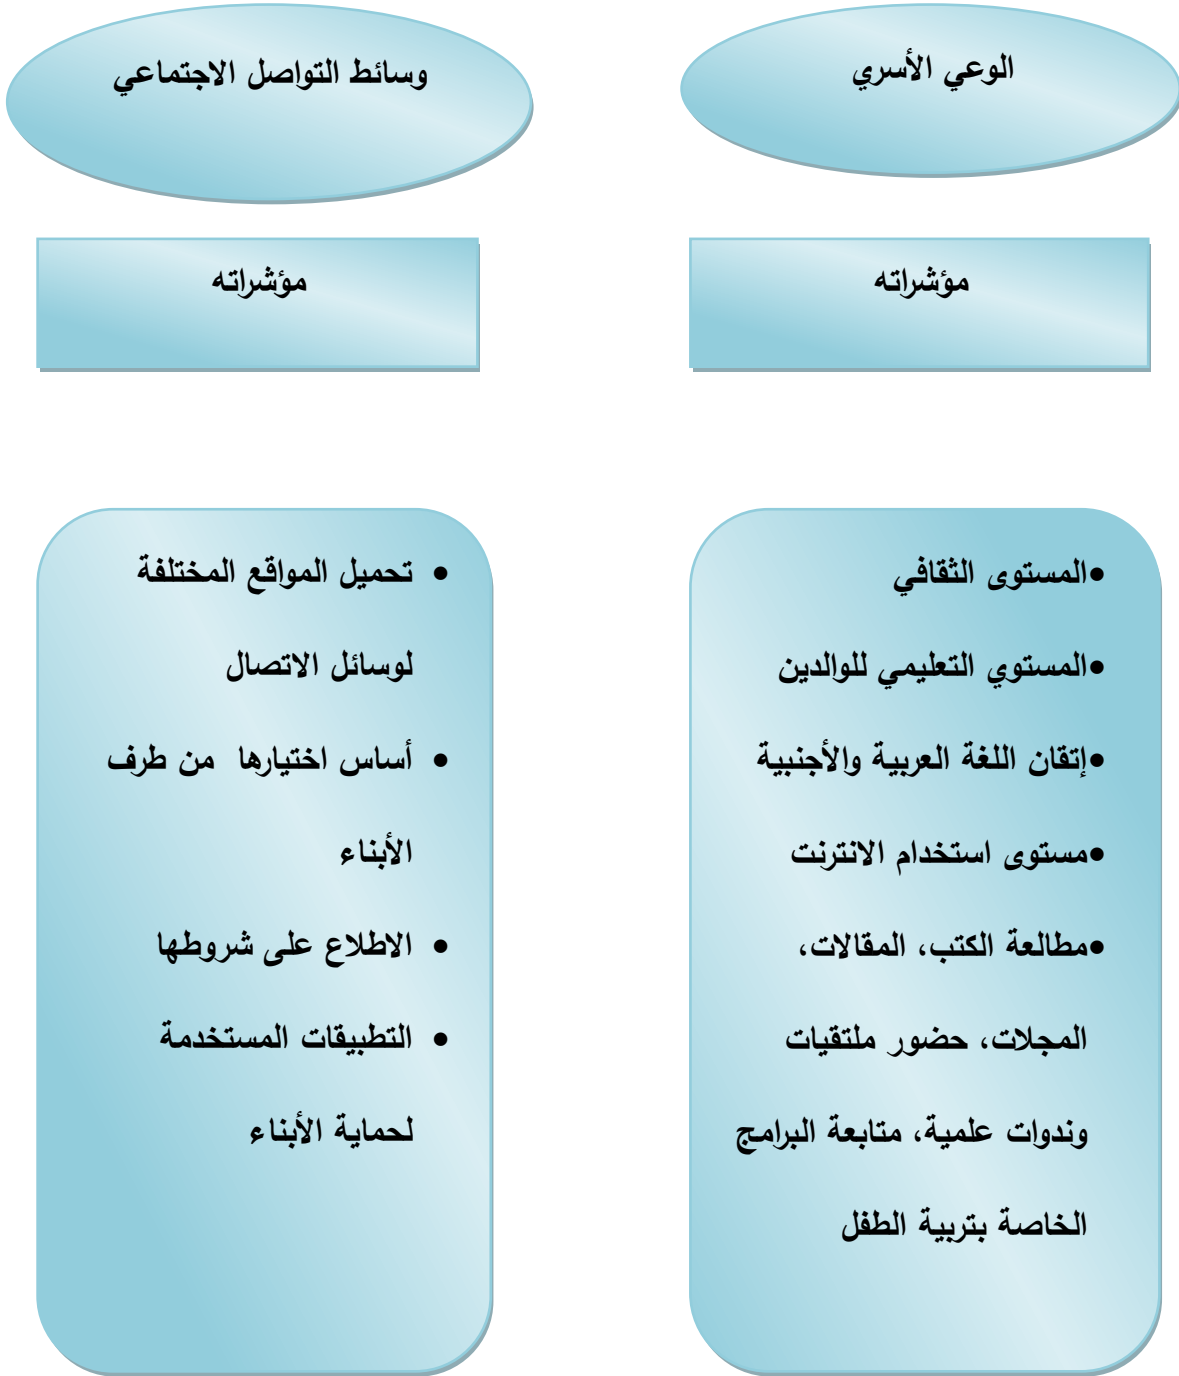 الوعي الأسري
مؤشراته
•المستوى الثقافي
•المستوي التعليمي للوالدين
•إتقان اللغة العربية والأجنبية
•مستوى استخدام الانترنت
•مطالعة الكتب، المقالات،
المجلات، حضور ملتقيات
وندوات علمية، متابعة البرامج
الخاصة بتربية الطفل
وسائط التواصل الاجتماعي
مؤشراته
• تحميل المواقع المختلفة
لوسائل الاتصال
• أساس اختيارها من طرف
الأبناء
• الاطلاع على شروطها
• التطبيقات المستخدمة
لحماية الأبناء